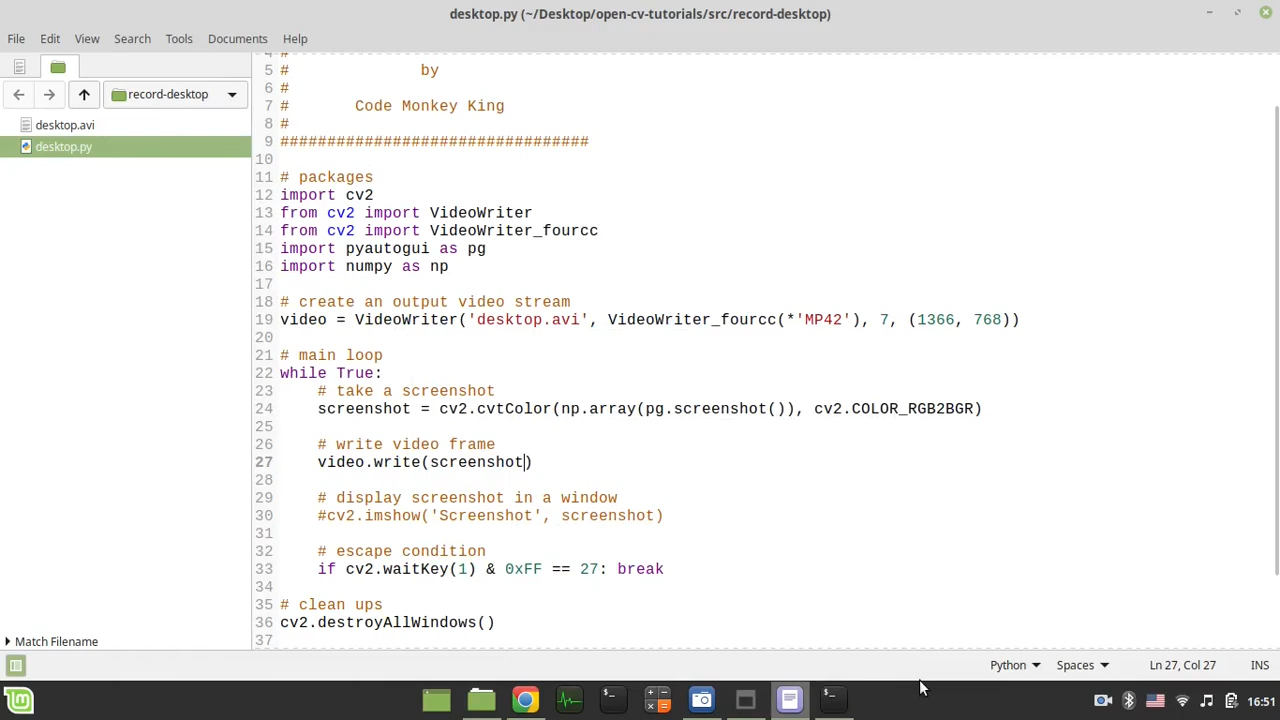 desktop.py (~/Desktop/open-cv-tutorials/src/record-desktop)
File Edit View Search Tools Documents Help
record-desktop
desktop.avi
desktop.py
4 #
5 # by
6 #
7 # Code Monkey King
8 #
9 #################################
10
11 # packages
12 import cv2
13 from cv2 import VideoWriter
14 from cv2 import VideoWriter_fourcc
15 import pyautogui as pg
16 import numpy as np
17
18 # create an output video stream
19 video = VideoWriter('desktop.avi', VideoWriter_fourcc(*'MP42'), 7, (1366, 768))
20
21 # main loop
22 while True:
23     # take a screenshot
24     screenshot = cv2.cvtColor(np.array(pg.screenshot()), cv2.COLOR_RGB2BGR)
25
26     # write video frame
27     video.write(screenshot)
28
29     # display screenshot in a window
30     #cv2.imshow('Screenshot', screenshot)
31
32     # escape condition
33     if cv2.waitKey(1) & 0xFF == 27: break
34
35 # clean ups
36 cv2.destroyAllWindows()
37
Match Filename
Python Spaces Ln 27, Col 27 INS
16:51